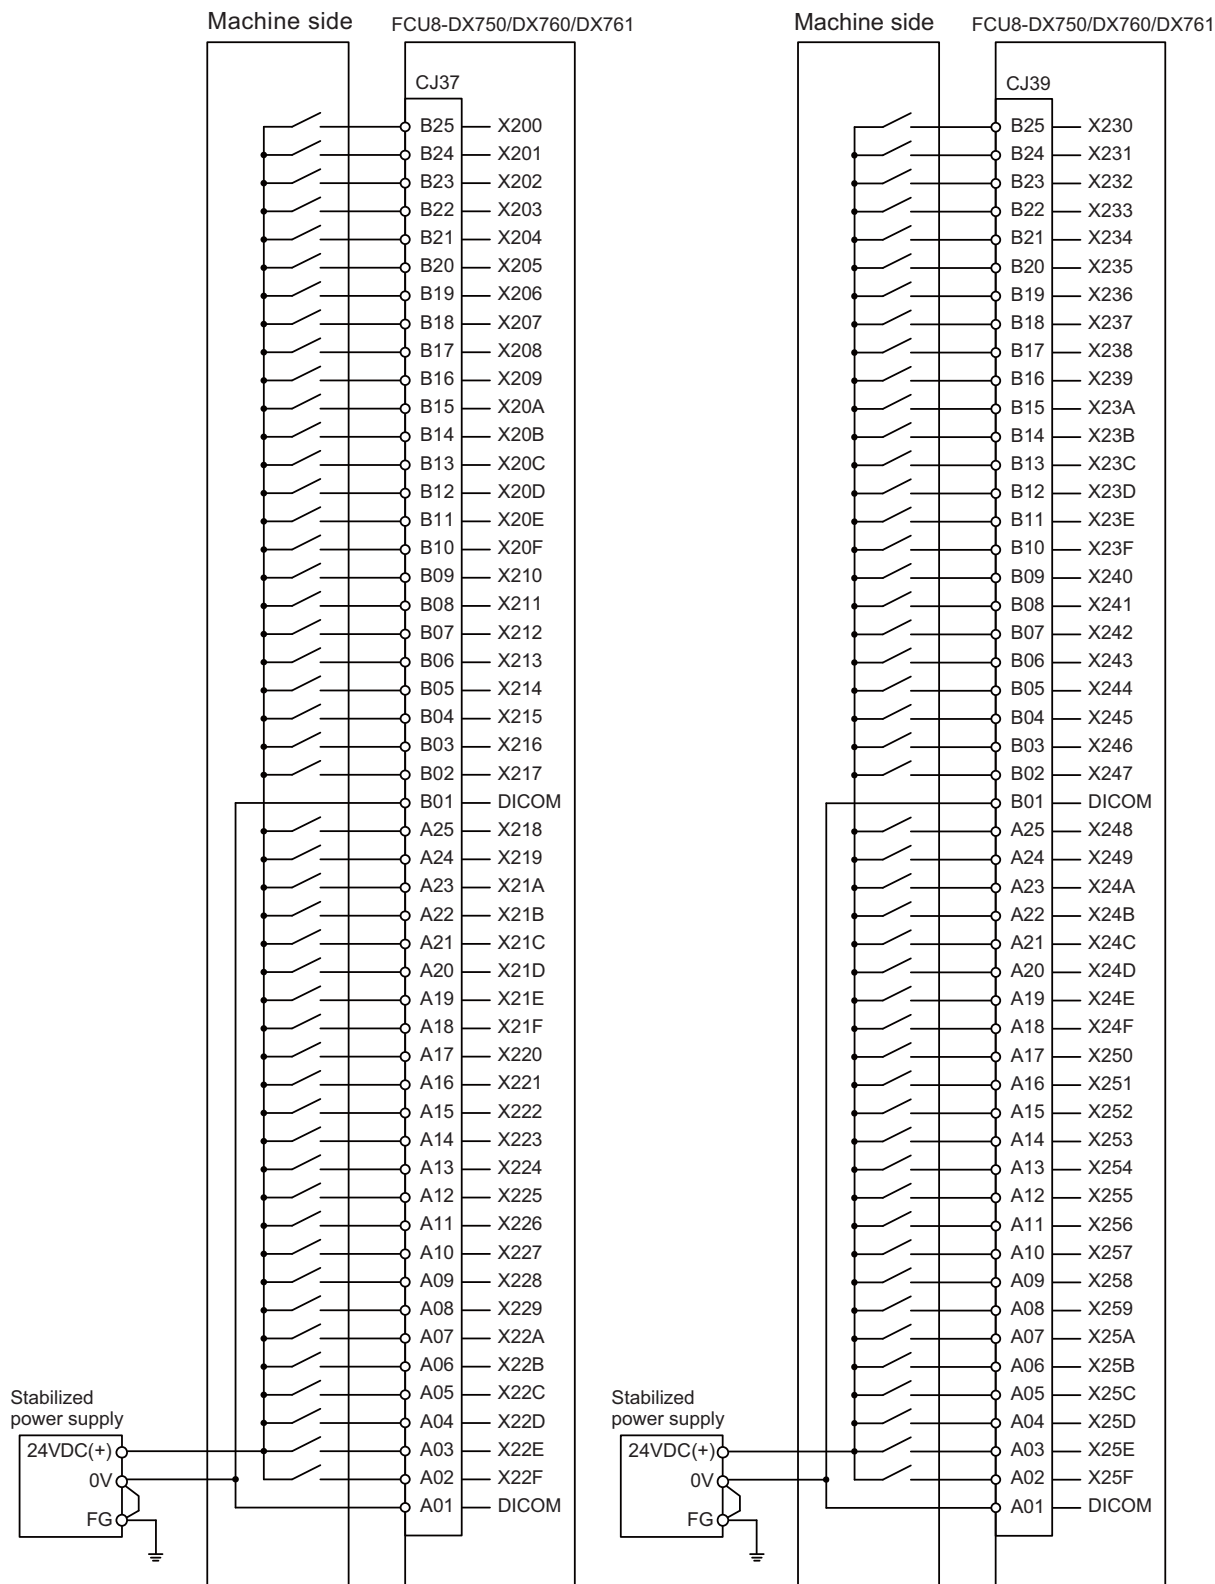 Machine side FCU8-DX750/DX760/DX761
CJ37
B25 X200
B24 X201
B23 X202
B22 X203
B21 X204
B20 X205
B19 X206
B18 X207
B17 X208
B16 X209
B15 X20A
B14 X20B
B13 X20C
B12 X20D
B11 X20E
B10 X20F
B09 X210
B08 X211
B07 X212
B06 X213
B05 X214
B04 X215
B03 X216
B02 X217
B01 DICOM
A25 X218
A24 X219
A23 X21A
A22 X21B
A21 X21C
A20 X21D
A19 X21E
A18 X21F
A17 X220
A16 X221
A15 X222
A14 X223
A13 X224
A12 X225
A11 X226
A10 X227
A09 X228
A08 X229
A07 X22A
A06 X22B
A05 X22C
A04 X22D
A03 X22E
A02 X22F
A01 DICOM
Stabilized
power supply
24VDC(+)
0V
FG
Machine side FCU8-DX750/DX760/DX761
CJ39
B25 X230
B24 X231
B23 X232
B22 X233
B21 X234
B20 X235
B19 X236
B18 X237
B17 X238
B16 X239
B15 X23A
B14 X23B
B13 X23C
B12 X23D
B11 X23E
B10 X23F
B09 X240
B08 X241
B07 X242
B06 X243
B05 X244
B04 X245
B03 X246
B02 X247
B01 DICOM
A25 X248
A24 X249
A23 X24A
A22 X24B
A21 X24C
A20 X24D
A19 X24E
A18 X24F
A17 X250
A16 X251
A15 X252
A14 X253
A13 X254
A12 X255
A11 X256
A10 X257
A09 X258
A08 X259
A07 X25A
A06 X25B
A05 X25C
A04 X25D
A03 X25E
A02 X25F
A01 DICOM
Stabilized
power supply
24VDC(+)
0V
FG